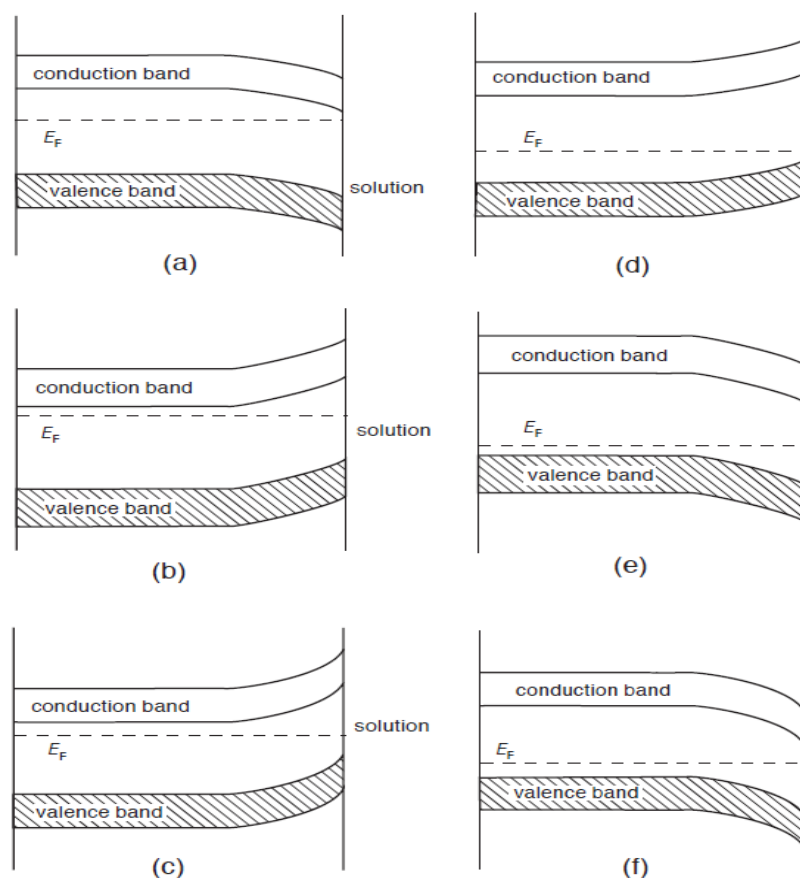 conduction band
E_F
valence band
solution
(a)
conduction band
E_F
valence band
solution
(b)
conduction band
E_F
valence band
solution
(c)
conduction band
E_F
valence band
(d)
conduction band
E_F
valence band
(e)
conduction band
E_F
valence band
(f)